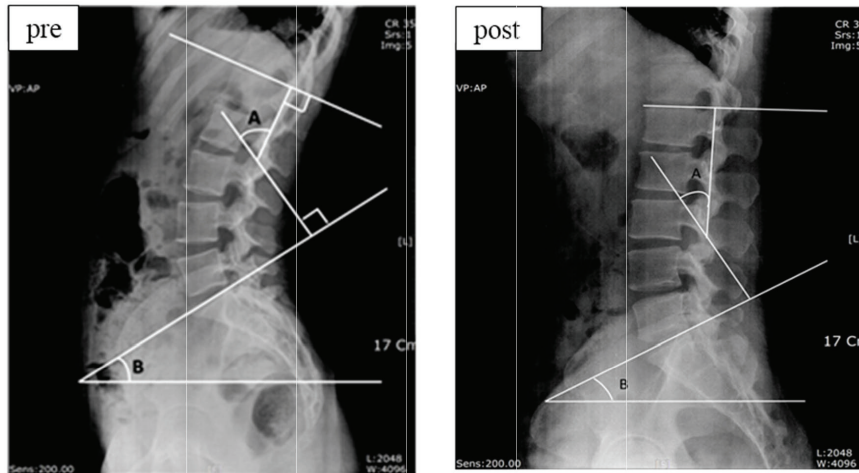 pre
CR 35
Srs:1
Img:5
VP:AP
A
[L]
17 Cm
B
Sens:200.00
L:2048
W:4096
post
CR 3
Srs:1
Img:
VP:AP
A
[L
17 C
B
Sens:200.00
L:2048
W:4096